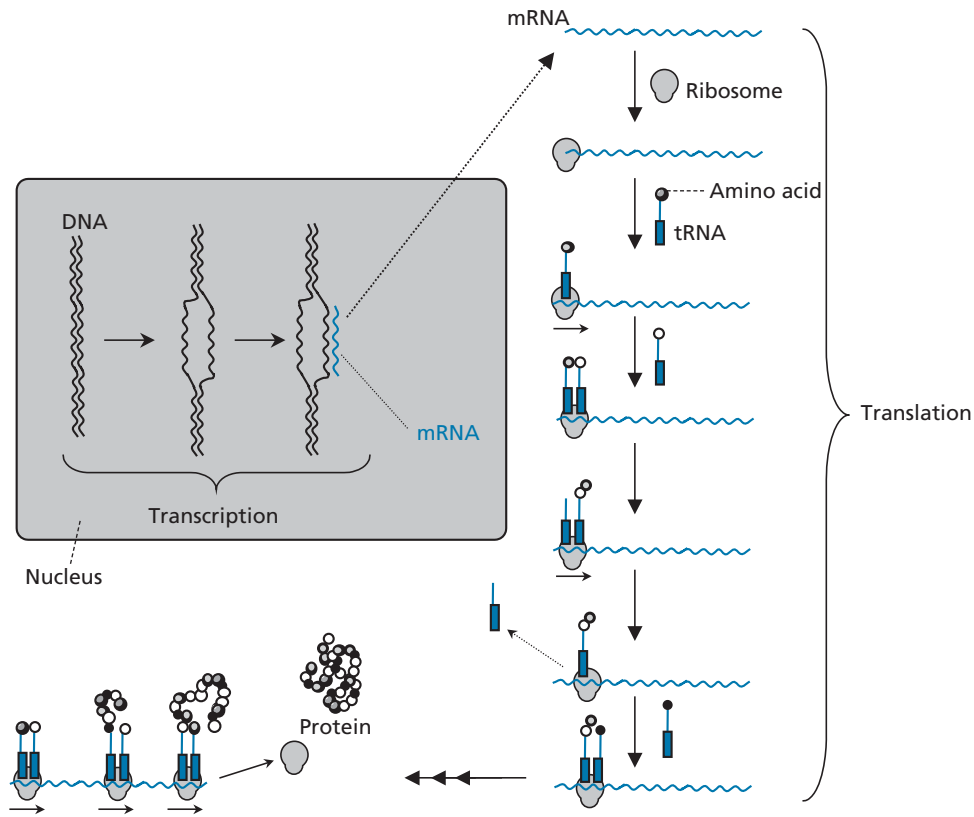 mRNA
Ribosome
Amino acid
tRNA
DNA
mRNA
Transcription
Nucleus
Translation
Protein